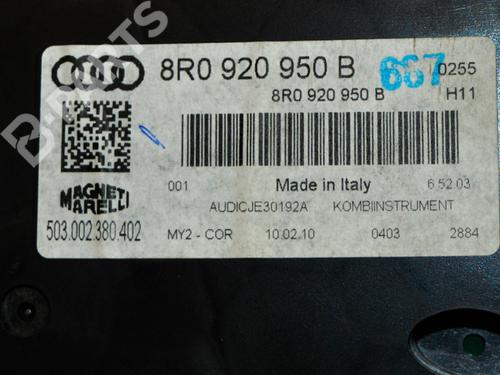 B-PARTS
8R0 920 950 B 667 0255
8R0 920 950 B H11
001 Made in Italy 6.52.03
MAGNETI
MARELLI
AUDICJE30192A KOMBIINSTRUMENT
503.002.380.402 MY2 - COR 10.02.10 0403 2884